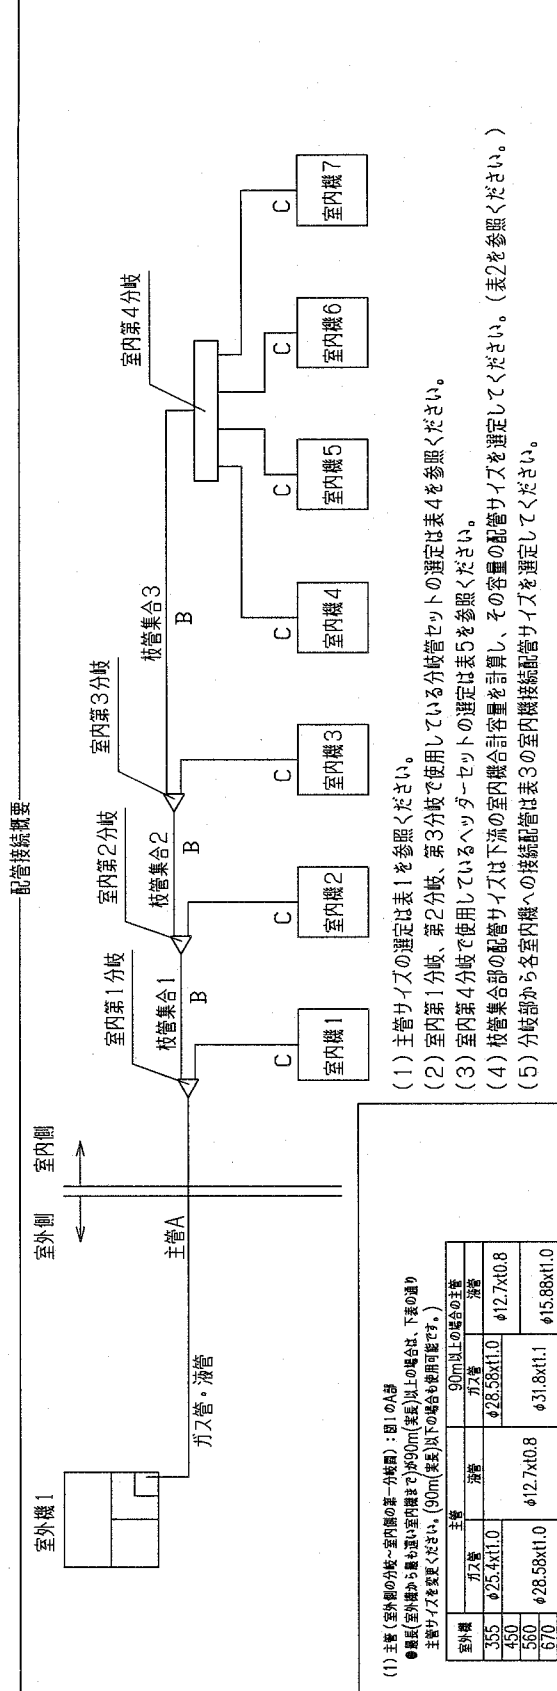 配管接続概要
室外機1
室外側
室内側
ガス管・液管
主管A
室内第1分岐
枝管集合1
B
室内第2分岐
枝管集合2
B
室内第3分岐
枝管集合3
B
室内第4分岐
C
C
C
C
C
C
C
室内機1
室内機2
室内機3
室内機4
室内機5
室内機6
室内機7
(1)主管サイズの選定は表1を参照ください。
(2)室内第1分岐、第2分岐、第3分岐で使用している分岐管セットの選定は表4を参照ください。
(3)室内第4分岐で使用しているヘッダーセットの選定は表5を参照ください。
(4)枝管集合部の配管サイズは下流の室内機合計容量を計算し、その容量の配管サイズを選定してください。(表2を参照ください。)
(5)分岐部から各室内機への接続配管は表3の室内機接続配管サイズを選定してください。
(1)主管(室外側の分岐~室内側の第一分岐間):図1のA部
●最長(室外機から最も遠い室内機まで)が90m(実長)以上の場合は、下表の通り
主管サイズを変更ください。(90m(実長)以下の場合も使用可能です。)
室外機 主管 90m以上の場合の主管
ガス管 液管 ガス管 液管
355 φ25.4xt1.0 φ12.7xt0.8 φ28.58xt1.0 φ12.7xt0.8
450 φ28.58xt1.0 φ31.8xt1.1
560 φ15.88xt1.0
670